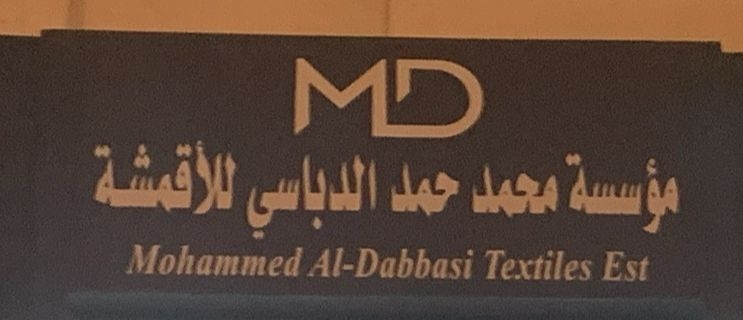 MD
مؤسسة محمد حمد الدباسي للأقمشة
Mohammed Al-Dabbasi Textiles Est